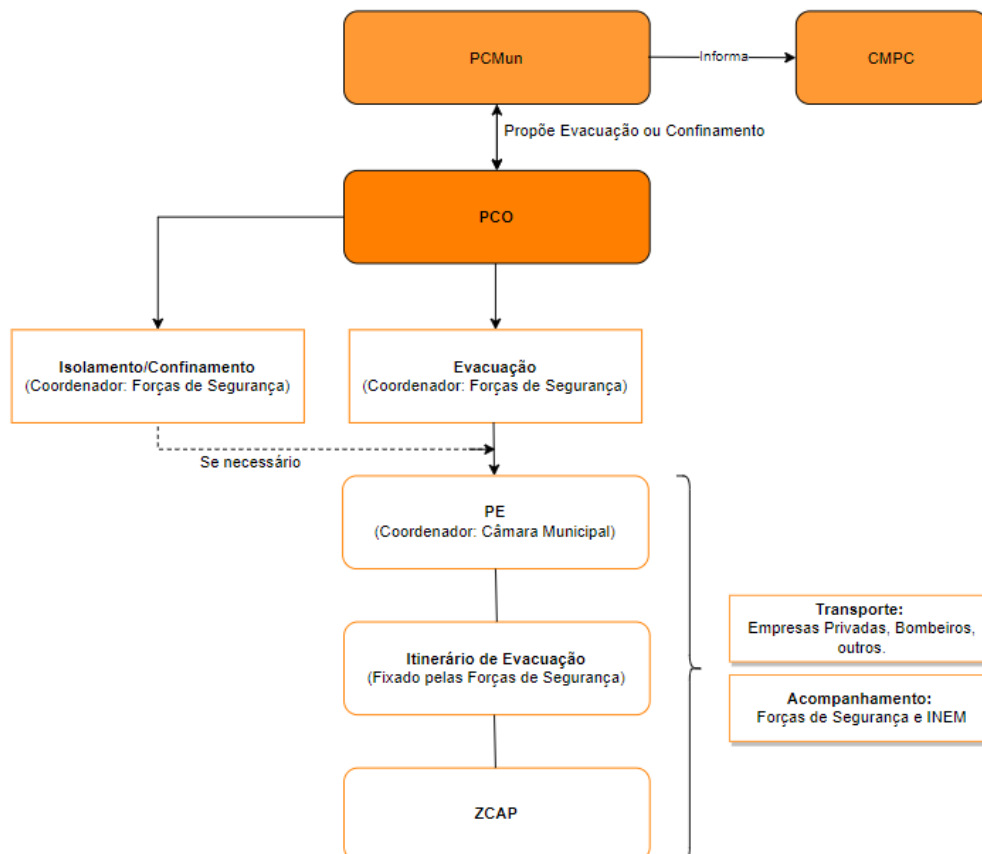 PCMun
Informa
CMPC
Propõe Evacuação ou Confinamento
PCO
Isolamento/Confinamento
(Coordenador: Forças de Segurança)
Evacuação
(Coordenador: Forças de Segurança)
Se necessário
PE
(Coordenador: Câmara Municipal)
Itinerário de Evacuação
(Fixado pelas Forças de Segurança)
ZCAP
Transporte:
Empresas Privadas, Bombeiros,
outros.
Acompanhamento:
Forças de Segurança e INEM